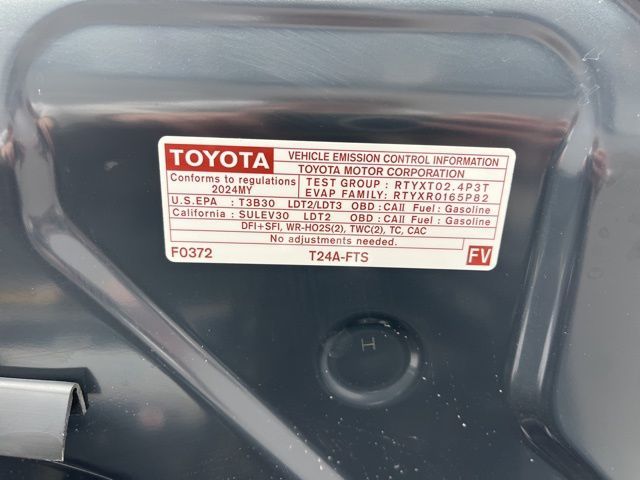 TOYOTA
VEHICLE EMISSION CONTROL INFORMATION
TOYOTA MOTOR CORPORATION
Conforms to regulations
2024MY
TEST GROUP : RTYXT02.4P3T
EVAP FAMILY: RTYXR0165P82
U.S.EPA : T3B30 LDT2/LDT3 OBD : CAII Fuel : Gasoline
California : SULEV30 LDT2 OBD : CAII Fuel : Gasoline
DFI+SFI, WR-HO2S(2), TWC(2), TC, CAC
No adjustments needed.
F0372 T24A-FTS FV
H